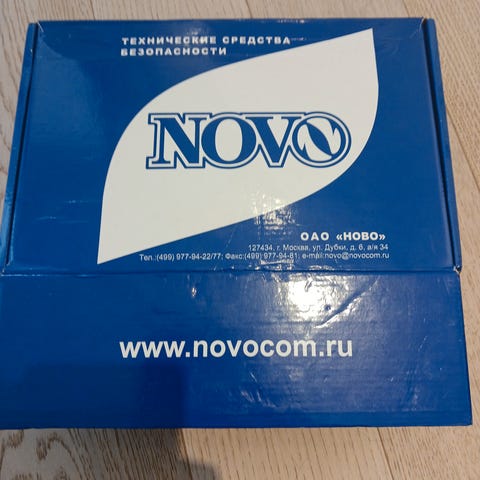 ТЕХНИЧЕСКИЕ СРЕДСТВА
БЕЗОПАСНОСТИ
NOVO
ОАО «НОВО»
127434, г. Москва, ул. Дубки, д. 6, а/я 34
Тел.:(499) 977-94-22/77; Факс:(499) 977-94-81; e-mail:novo@novocom.ru
www.novocom.ru